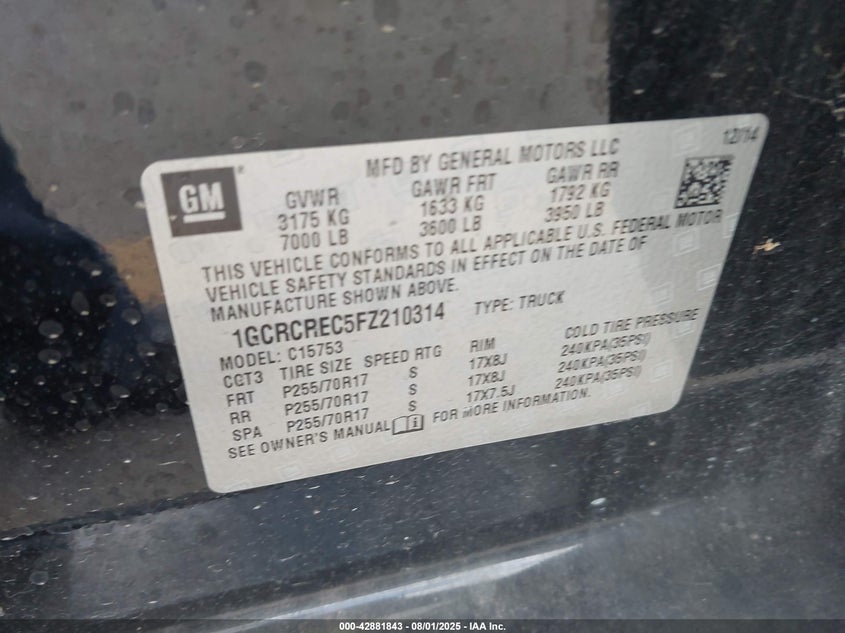 MFD BY GENERAL MOTORS LLC 12/14
GM
GVWR GAWR FRT GAWR RR
3175 KG 1633 KG 1792 KG
7000 LB 3600 LB 3950 LB
THIS VEHICLE CONFORMS TO ALL APPLICABLE U.S. FEDERAL MOTOR
VEHICLE SAFETY STANDARDS IN EFFECT ON THE DATE OF
MANUFACTURE SHOWN ABOVE.
1GCRCREC5FZ210314 TYPE: TRUCK
MODEL: C15753
CCT3 TIRE SIZE SPEED RTG RIM COLD TIRE PRESSURE
FRT P255/70R17 S 17X8J 240KPA(35PSI)
RR P255/70R17 S 17X8J 240KPA(35PSI)
SPA P255/70R17 S 17X7.5J 240KPA(35PSI)
SEE OWNER'S MANUAL i FOR MORE INFORMATION.
000-42881843 - 08/01/2025 - IAA Inc.